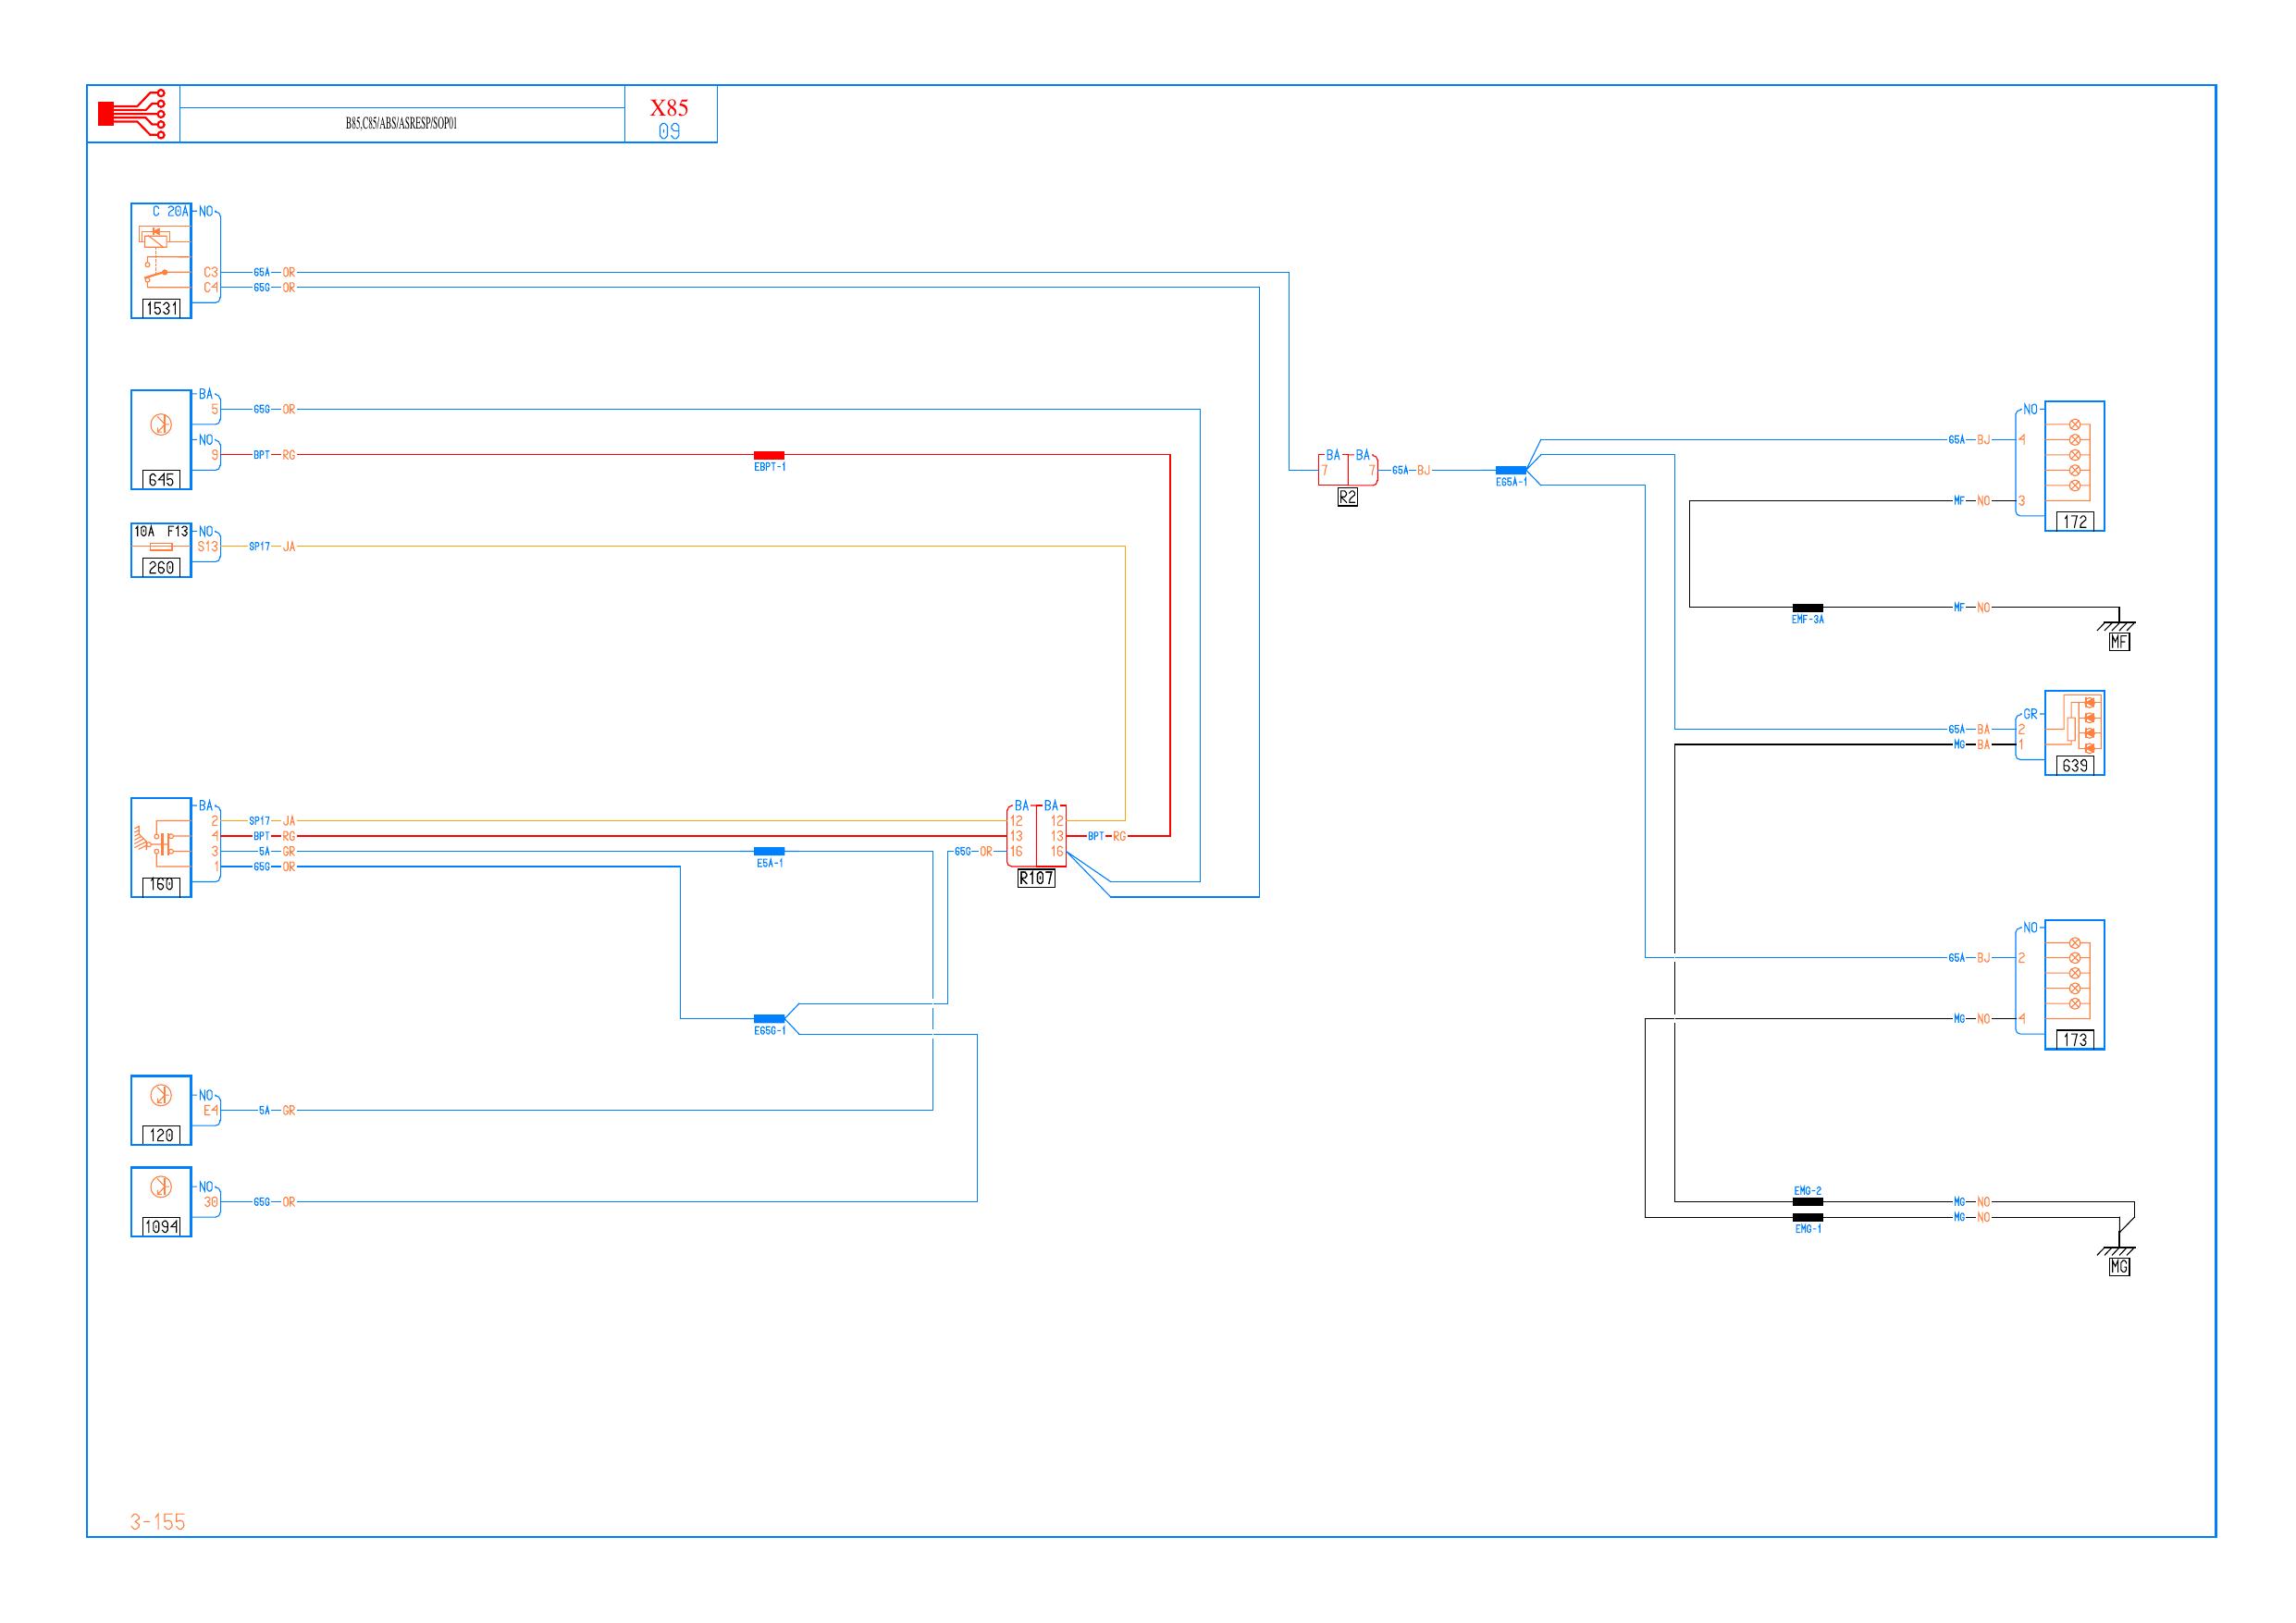 X85
B85,C85/ABS/ASRESP/SOP01
09
C 20A NO
C3 65A OR
C4 65G OR
1531
BA
5 65G OR
NO
9 BPT RG
EBPT-1
645
10A F13 NO
S13 SP17 JA
260
BA
2 SP17 JA
4 BPT RG
3 5A GR
E5A-1
1 65G OR
160
BA BA
12 12
13 13 BPT RG
65G OR 16 16
R107
E65G-1
NO
E4 5A GR
120
NO
30 65G OR
1094
BA BA
7 7 65A BJ
R2
E65A-1
NO
65A BJ 4
MF NO 3
172
MF NO
EMF-3A
MF
GR
65A BA 2
MG BA 1
639
NO
65A BJ 2
MG NO 4
173
EMG-2
MG NO
MG NO
EMG-1
MG
3-155